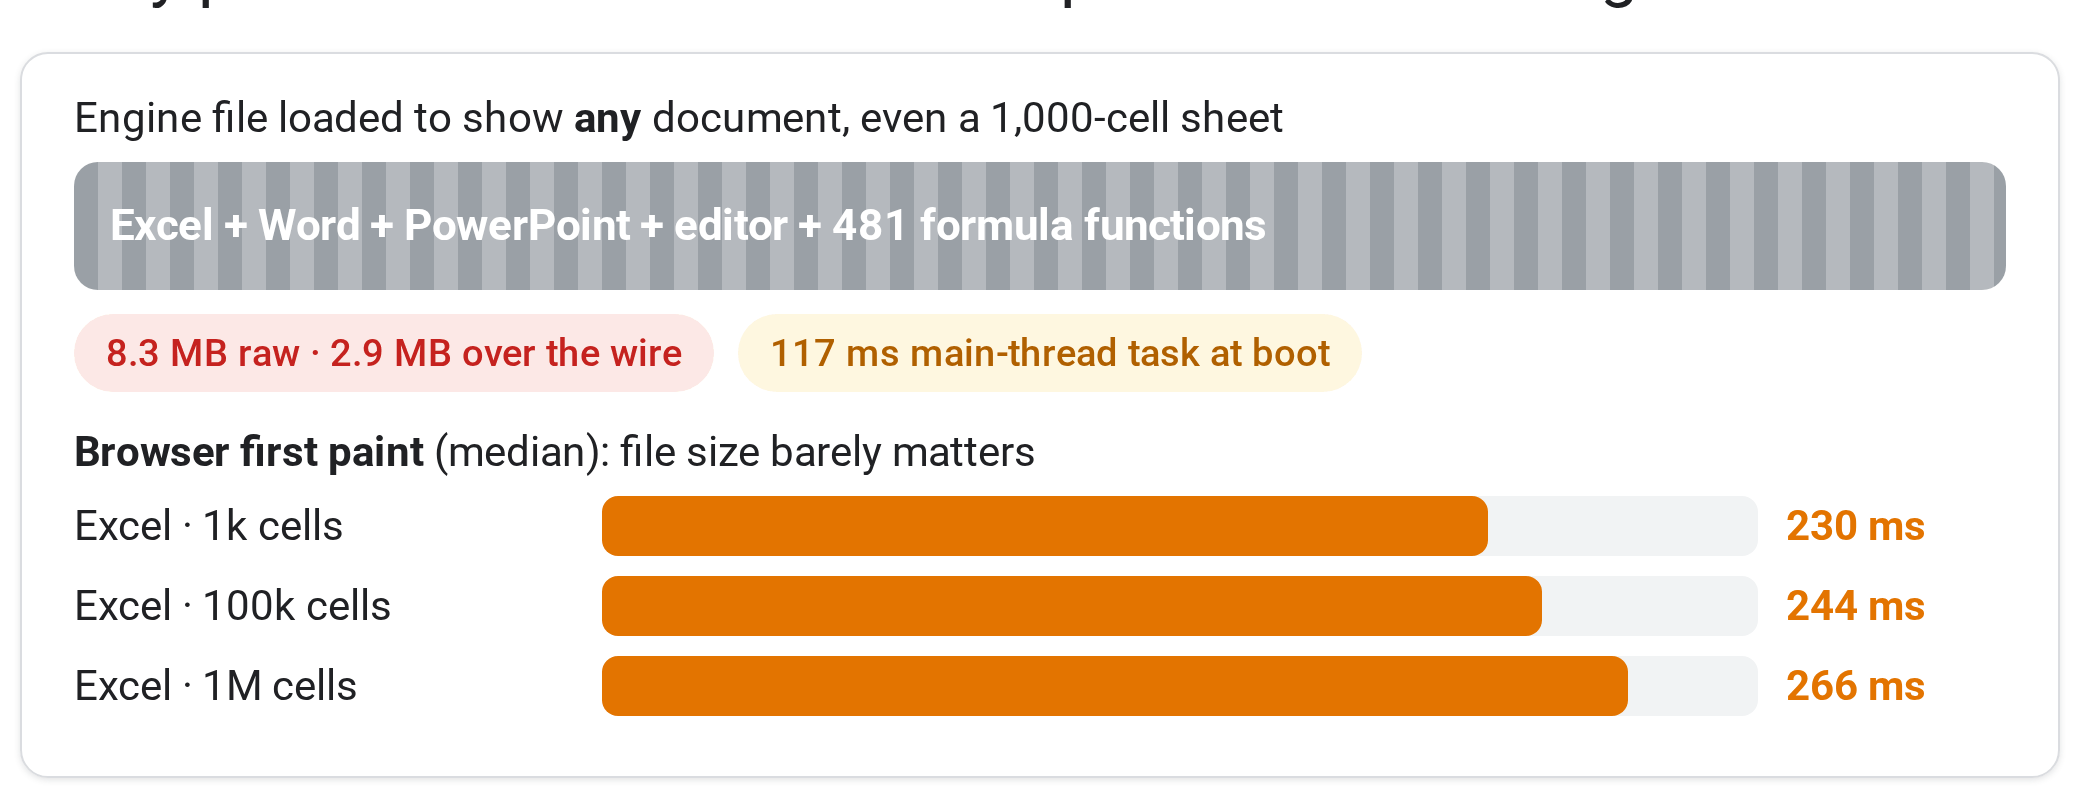 Engine file loaded to show any document, even a 1,000-cell sheet
Excel + Word + PowerPoint + editor + 481 formula functions
8.3 MB raw · 2.9 MB over the wire
117 ms main-thread task at boot
Browser first paint (median): file size barely matters
Excel · 1k cells
230 ms
Excel · 100k cells
244 ms
Excel · 1M cells
266 ms